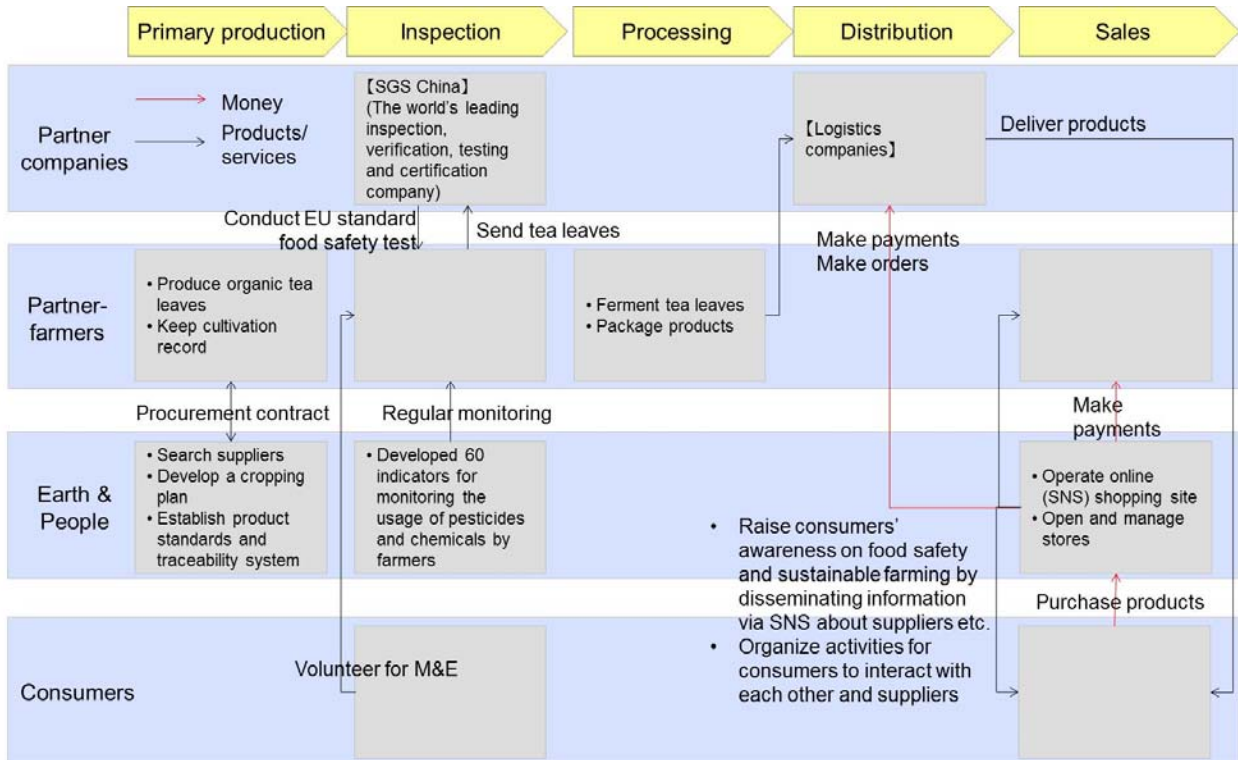 Primary production
Inspection
Processing
Distribution
Sales
Partner
companies
Money
Products/
services
【SGS China】
(The world's leading
inspection,
verification, testing
and certification
company)
【Logistics
companies】
Deliver products
Conduct EU standard
food safety test
Send tea leaves
Make payments
Make orders
Partner-
farmers
• Produce organic tea
leaves
• Keep cultivation
record
• Ferment tea leaves
• Package products
Procurement contract
Regular monitoring
Make
payments
Earth &
People
• Search suppliers
• Develop a cropping
plan
• Establish product
standards and
traceability system
• Developed 60
indicators for
monitoring the
usage of pesticides
and chemicals by
farmers
• Raise consumers'
awareness on food safety
and sustainable farming by
disseminating information
via SNS about suppliers etc.
• Organize activities for
consumers to interact with
each other and suppliers
• Operate online
(SNS) shopping site
• Open and manage
stores
Purchase products
Consumers
Volunteer for M&E